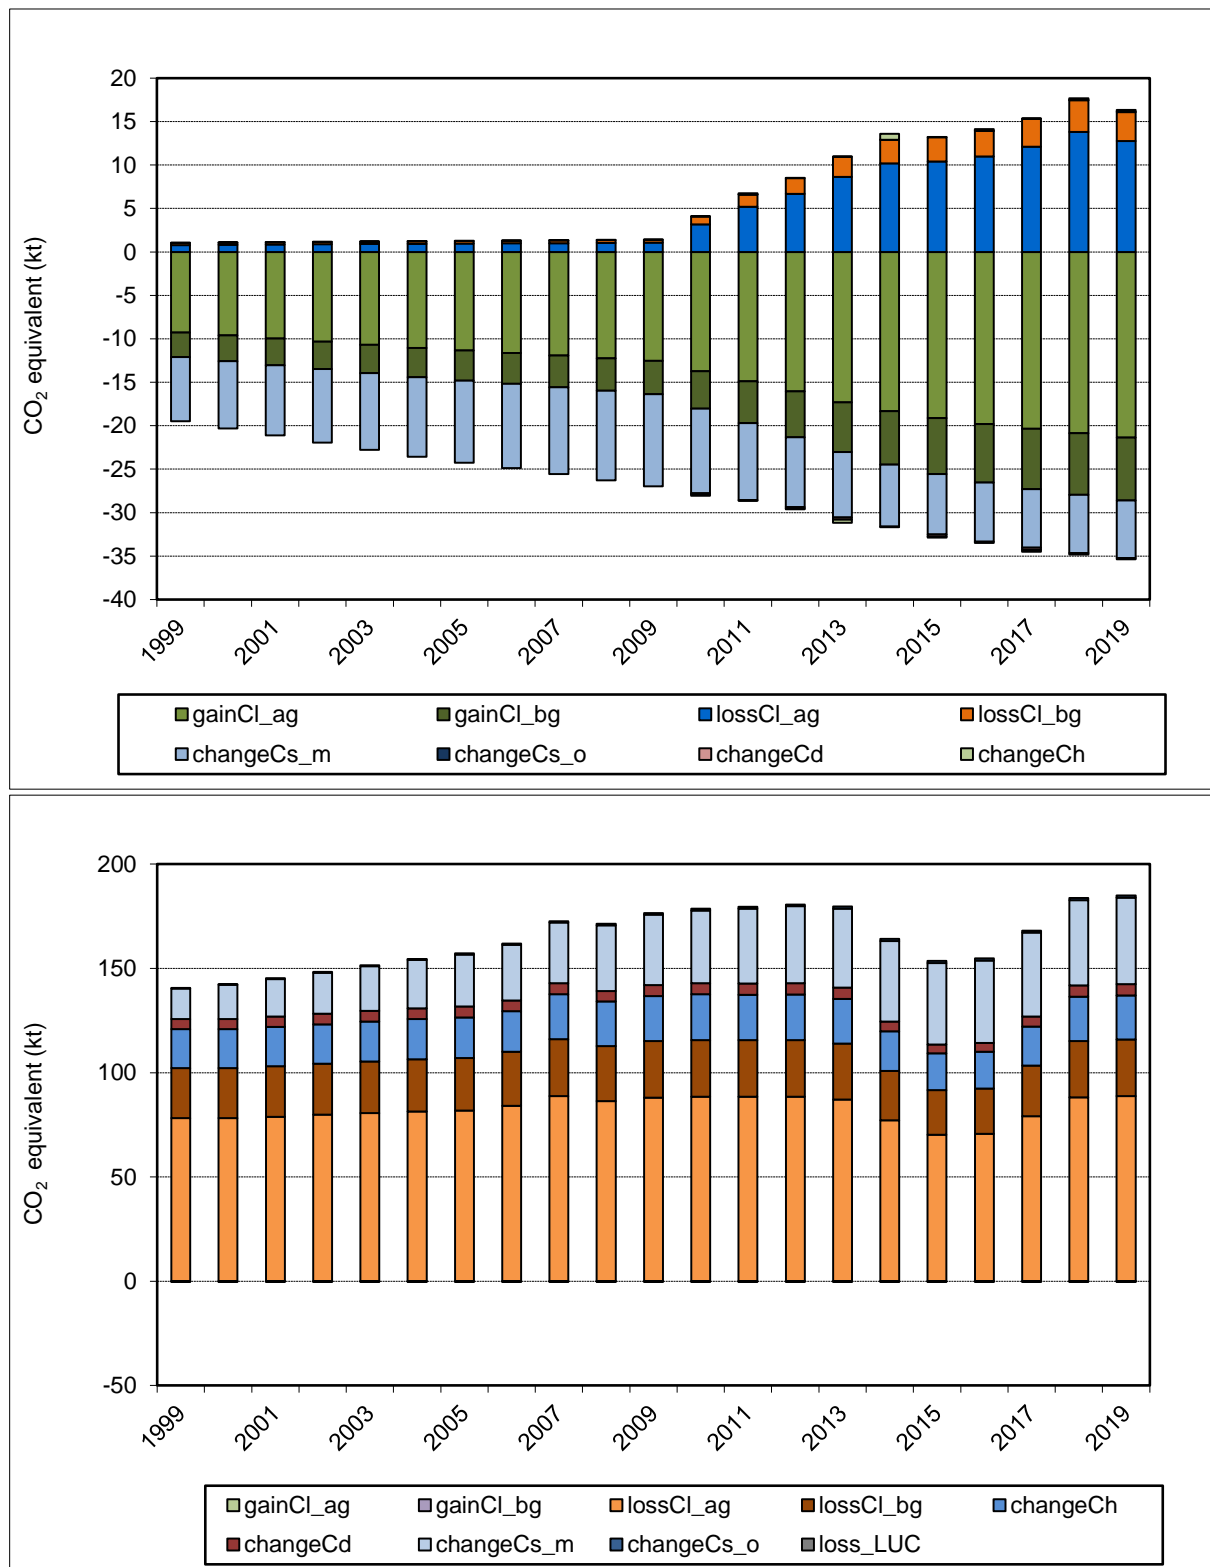 20
15
10
5
0
-5
-10
-15
-20
-25
-30
-35
-40
CO2 equivalent (kt)
1999 2001 2003 2005 2007 2009 2011 2013 2015 2017 2019
gainCl_ag gainCl_bg lossCl_ag lossCl_bg
changeCs_m changeCs_o changeCd changeCh
200
150
100
50
0
-50
CO2 equivalent (kt)
1999 2001 2003 2005 2007 2009 2011 2013 2015 2017 2019
gainCl_ag gainCl_bg lossCl_ag lossCl_bg changeCh
changeCd changeCs_m changeCs_o loss_LUC